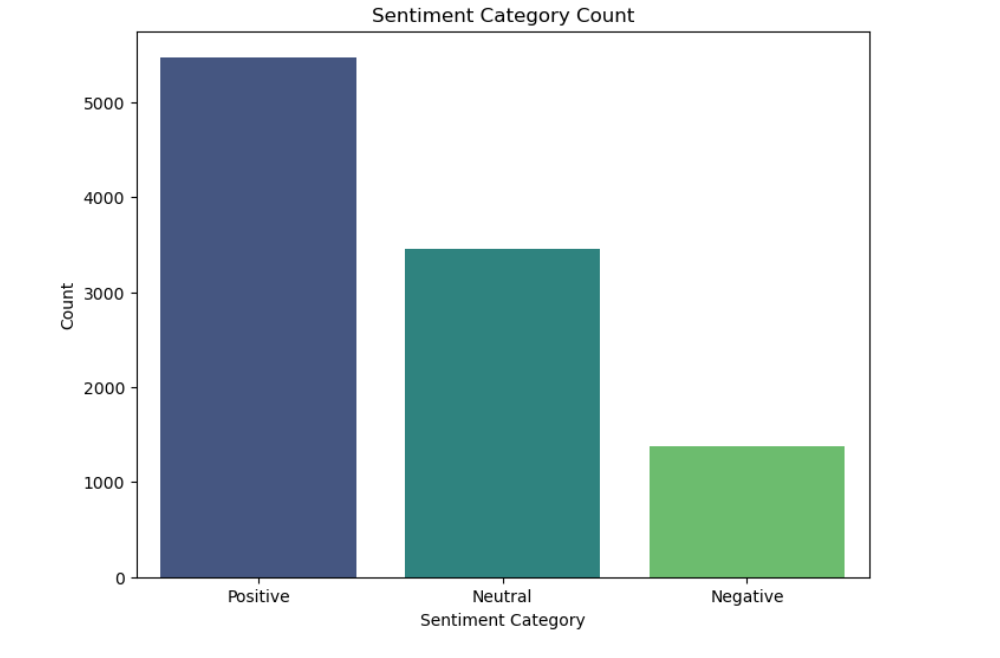 Sentiment Category Count
Count
5000
4000
3000
2000
1000
0
Positive
Neutral
Negative
Sentiment Category